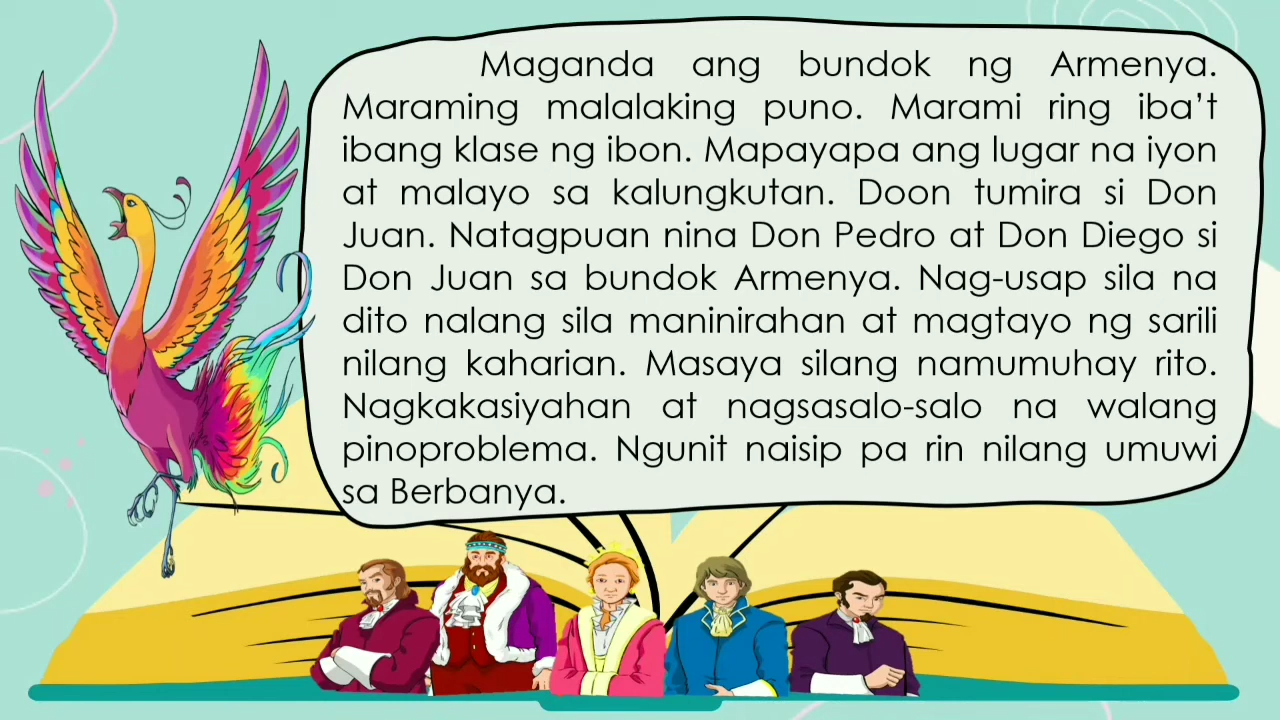 Maganda ang bundok ng Armenya.
Maraming malalaking puno. Marami ring iba’t
ibang klase ng ibon. Mapayapa ang lugar na iyon
at malayo sa kalungkutan. Doon tumira si Don
Juan. Natagpuan nina Don Pedro at Don Diego si
Don Juan sa bundok Armenya. Nag-usap sila na
dito nalang sila maninirahan at magtayo ng sarili
nilang kaharian. Masaya silang namumuhay rito.
Nagkakasiyahan at nagsasalo-salo na walang
pinoproblema. Ngunit naisip pa rin nilang umuwi
sa Berbanya.